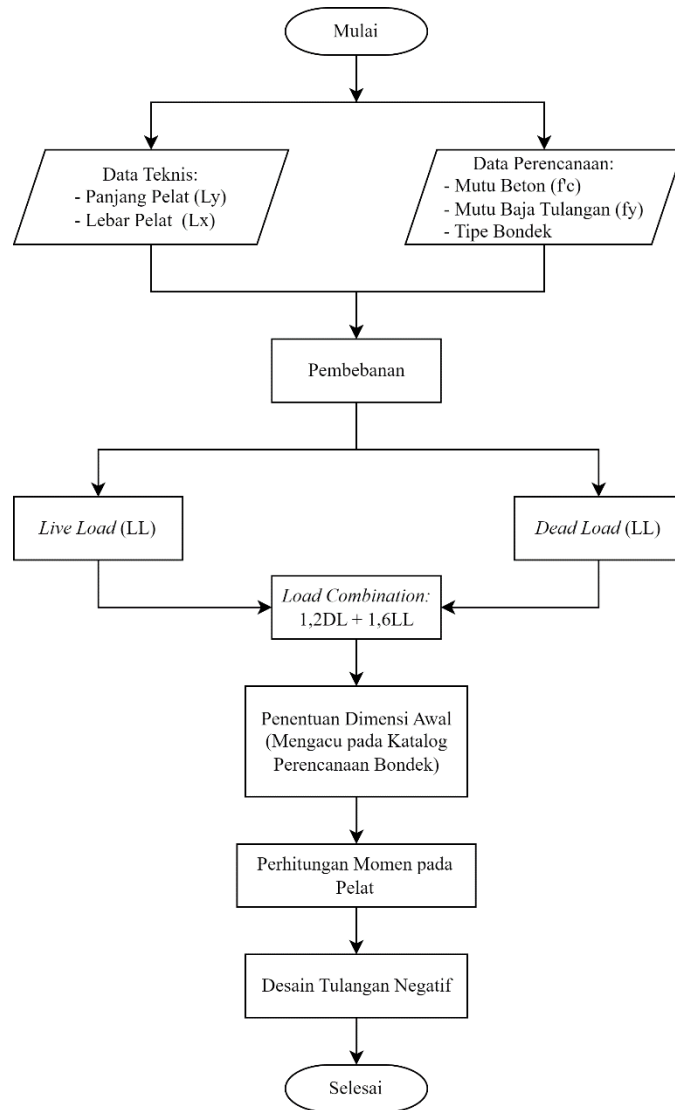 Mulai
Data Teknis:
- Panjang Pelat (Ly)
- Lebar Pelat (Lx)
Data Perencanaan:
- Mutu Beton (f'c)
- Mutu Baja Tulangan (fy)
- Tipe Bondek
Pembebanan
Live Load (LL)
Dead Load (LL)
Load Combination:
1,2DL + 1,6LL
Penentuan Dimensi Awal
(Mengacu pada Katalog
Perencanaan Bondek)
Perhitungan Momen pada
Pelat
Desain Tulangan Negatif
Selesai